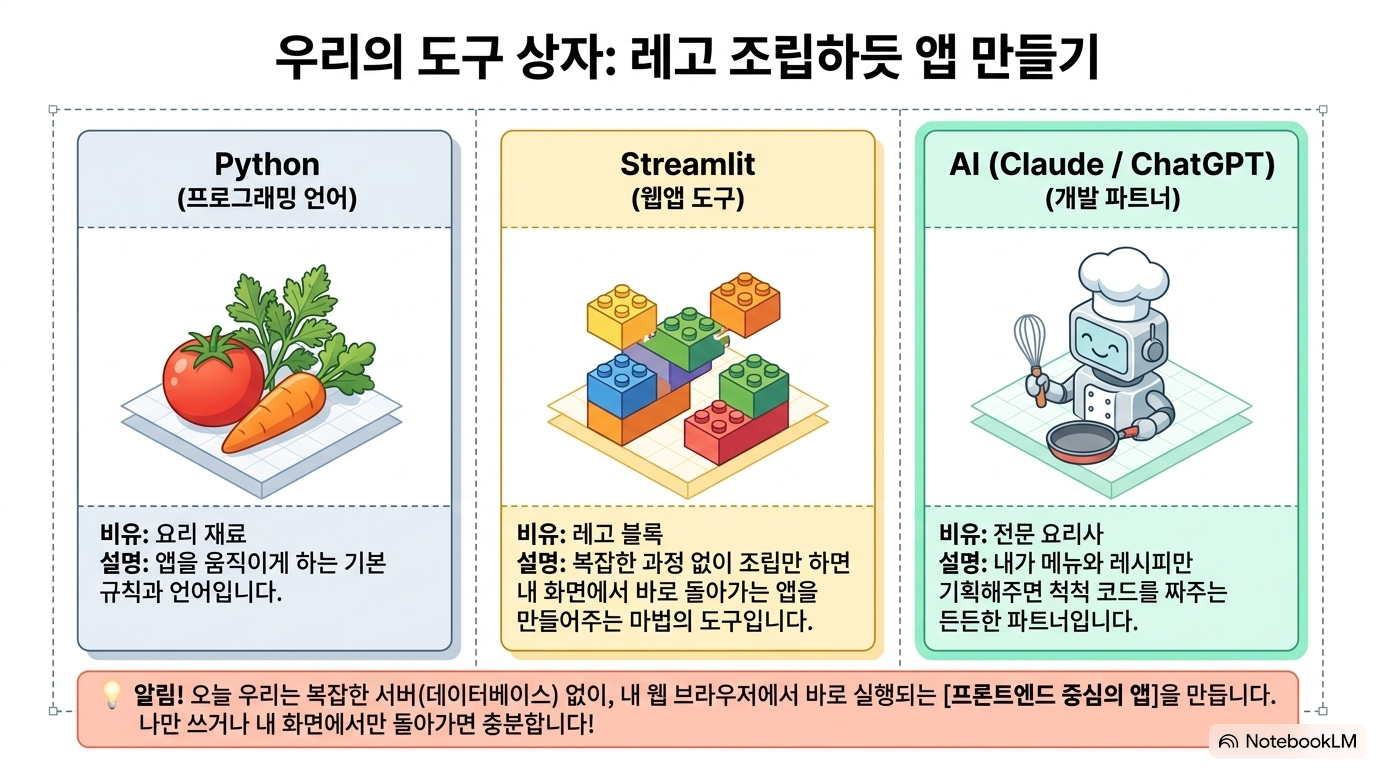 우리의 도구 상자: 레고 조립하듯 앱 만들기
Python
(프로그래밍 언어)
비유: 요리 재료
설명: 앱을 움직이게 하는 기본
규칙과 언어입니다.
Streamlit
(웹앱 도구)
비유: 레고 블록
설명: 복잡한 과정 없이 조립만 하면
내 화면에서 바로 돌아가는 앱을
만들어주는 마법의 도구입니다.
AI (Claude / ChatGPT)
(개발 파트너)
비유: 전문 요리사
설명: 내가 메뉴와 레시피만
기획해주면 척척 코드를 짜주는
든든한 파트너입니다.
알림! 오늘 우리는 복잡한 서버(데이터베이스) 없이, 내 웹 브라우저에서 바로 실행되는 [프론트엔드 중심의 앱]을 만듭니다.
나만 쓰거나 내 화면에서만 돌아가면 충분합니다!
NotebookLM